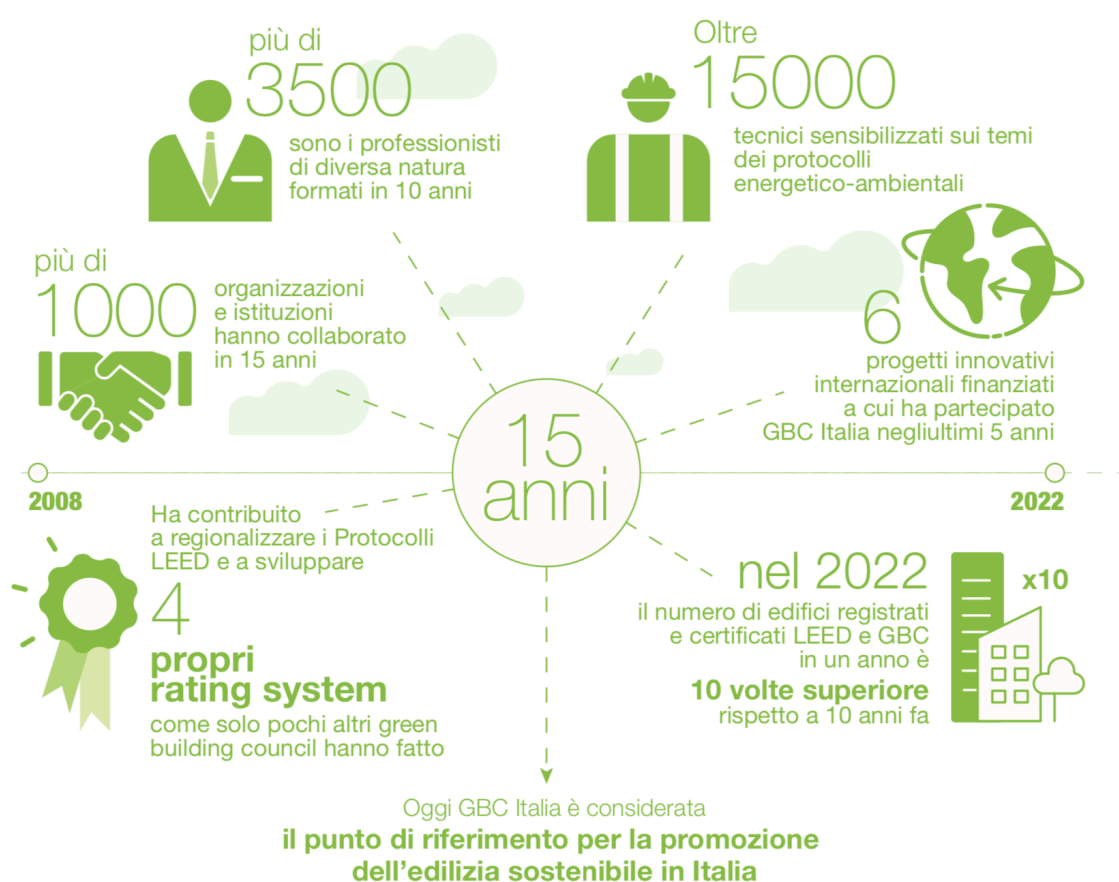 più di
3500
sono i professionisti
di diversa natura
formati in 10 anni
Oltre
15000
tecnici sensibilizzati sui temi
dei protocolli
energetico-ambientali
più di
1000
organizzazioni
e istituzioni
hanno collaborato
in 15 anni
6
progetti innovativi
internazionali finanziati
a cui ha partecipato
GBC Italia negliultimi 5 anni
15
anni
2008
2022
Ha contribuito
a regionalizzare i Protocolli
LEED e a sviluppare
4
propri
rating system
come solo pochi altri green
building council hanno fatto
nel 2022
il numero di edifici registrati
e certificati LEED e GBC
in un anno è
10 volte superiore
rispetto a 10 anni fa
x10
Oggi GBC Italia è considerata
il punto di riferimento per la promozione
dell'edilizia sostenibile in Italia